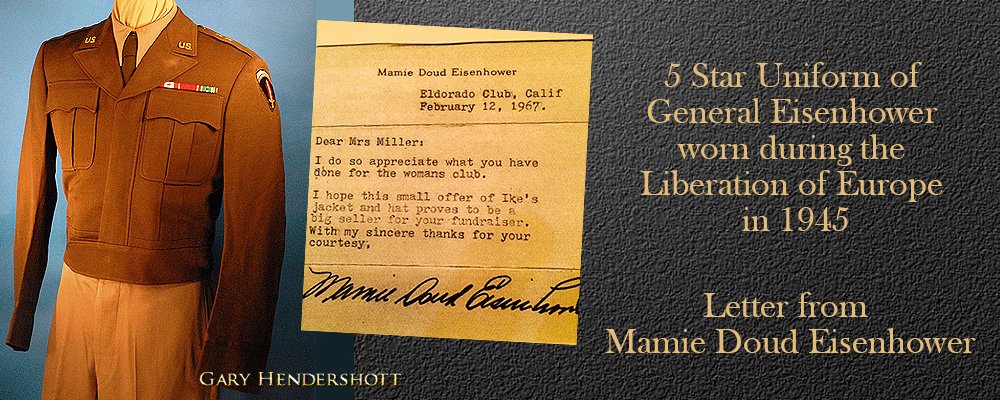 U.S.
U.S.
Mamie Doud Eisenhower
Eldorado Club, Calif
February 12, 1967.
Dear Mrs Miller:
I do so appreciate what you have
done for the womans club.
I hope this small offer of Ike's
jacket and hat proves to be a
big seller for your fundraiser.
With my sincere thanks for your
courtesy,
Mamie Doud Eisenhow
GARY HENDERSHOTT
5 Star Uniform of
General Eisenhower
worn during the
Liberation of Europe
in 1945
Letter from
Mamie Doud Eisenhower